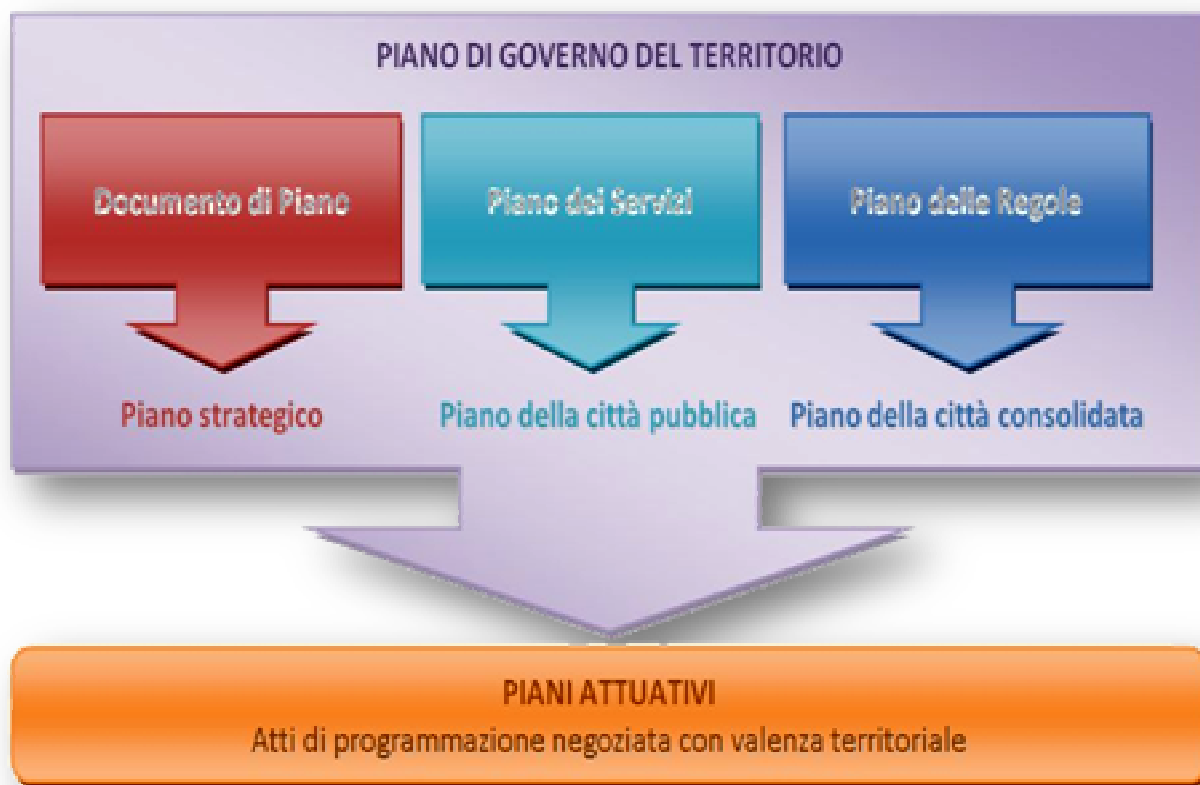 PIANO DI GOVERNO DEL TERRITORIO
Documento di Piano
Piano dei Servizi
Piano delle Regole
Piano strategico
Piano della città pubblica
Piano della città consolidata
PIANI ATTUATIVI
Atti di programmazione negoziata con valenza territoriale